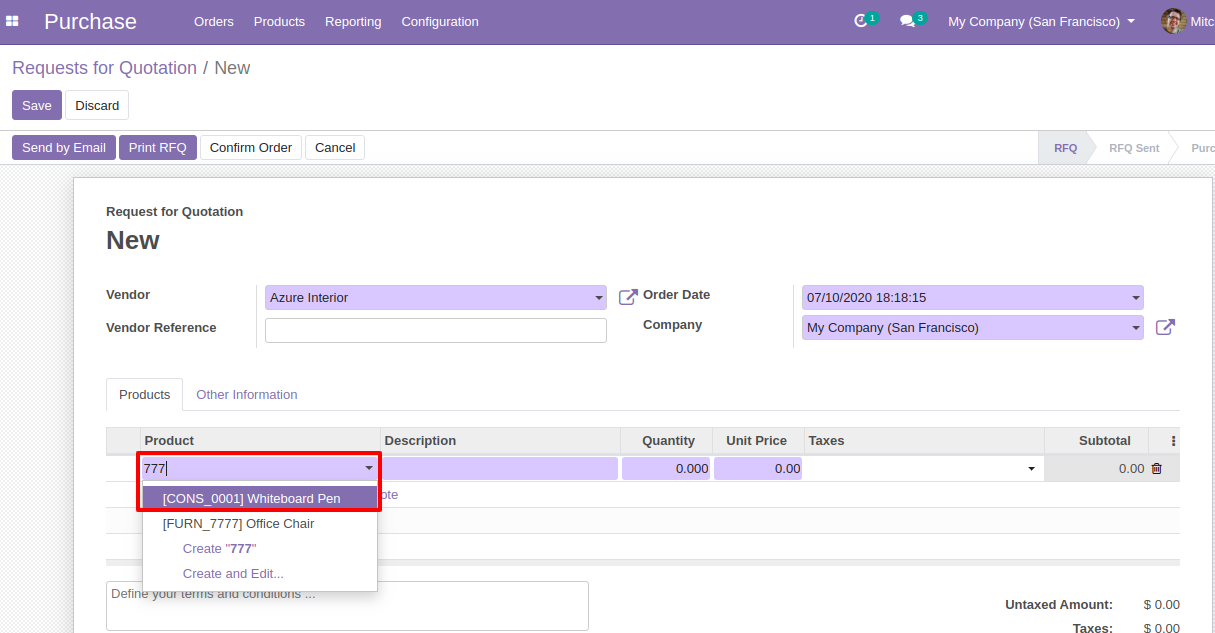 Purchase Orders Products Reporting Configuration 1 3 My Company (San Francisco) Mitc
Requests for Quotation / New
Save Discard
Send by Email Print RFQ Confirm Order Cancel RFQ RFQ Sent Purc
Request for Quotation
New
Vendor Azure Interior Order Date 07/10/2020 18:18:15
Vendor Reference Company My Company (San Francisco)
Products Other Information
Product Description Quantity Unit Price Taxes Subtotal
777 0.000 0.00 0.00
[CONS_0001] Whiteboard Pen ote
[FURN_7777] Office Chair
Create "777"
Create and Edit...
Define your terms and conditions ...
Untaxed Amount: $ 0.00
Taxes: $ 0.00